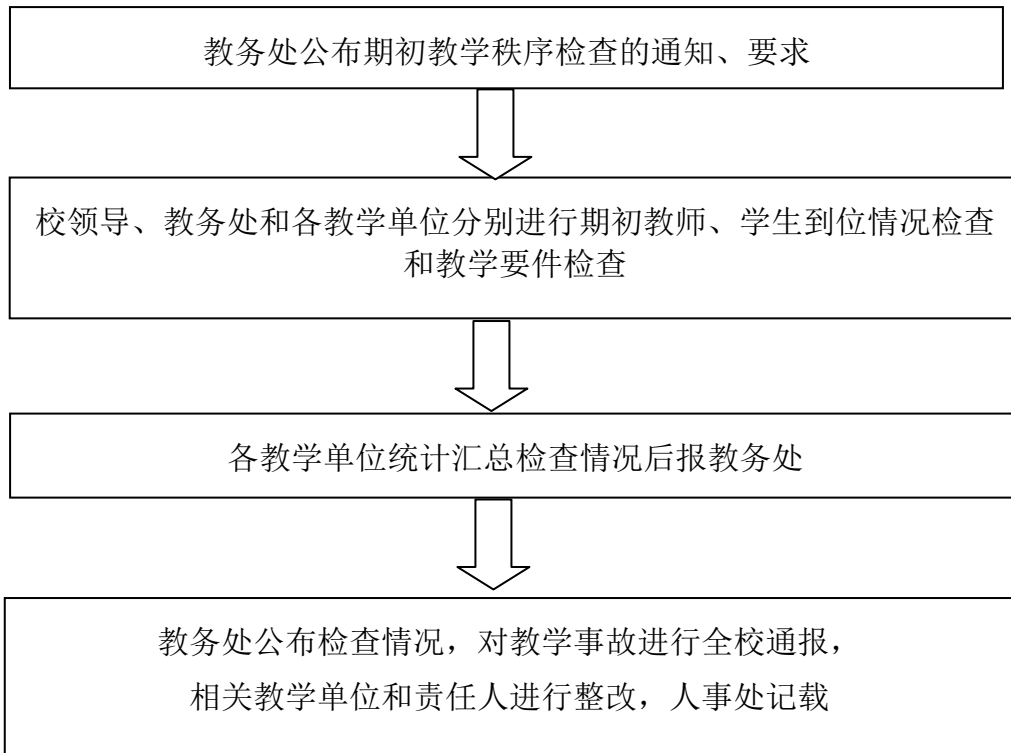 教务处公布期初教学秩序检查的通知、要求
校领导、教务处和各教学单位分别进行期初教师、学生到位情况检查
和教学要件检查
各教学单位统计汇总检查情况后报教务处
教务处公布检查情况，对教学事故进行全校通报，
相关教学单位和责任人进行整改，人事处记载